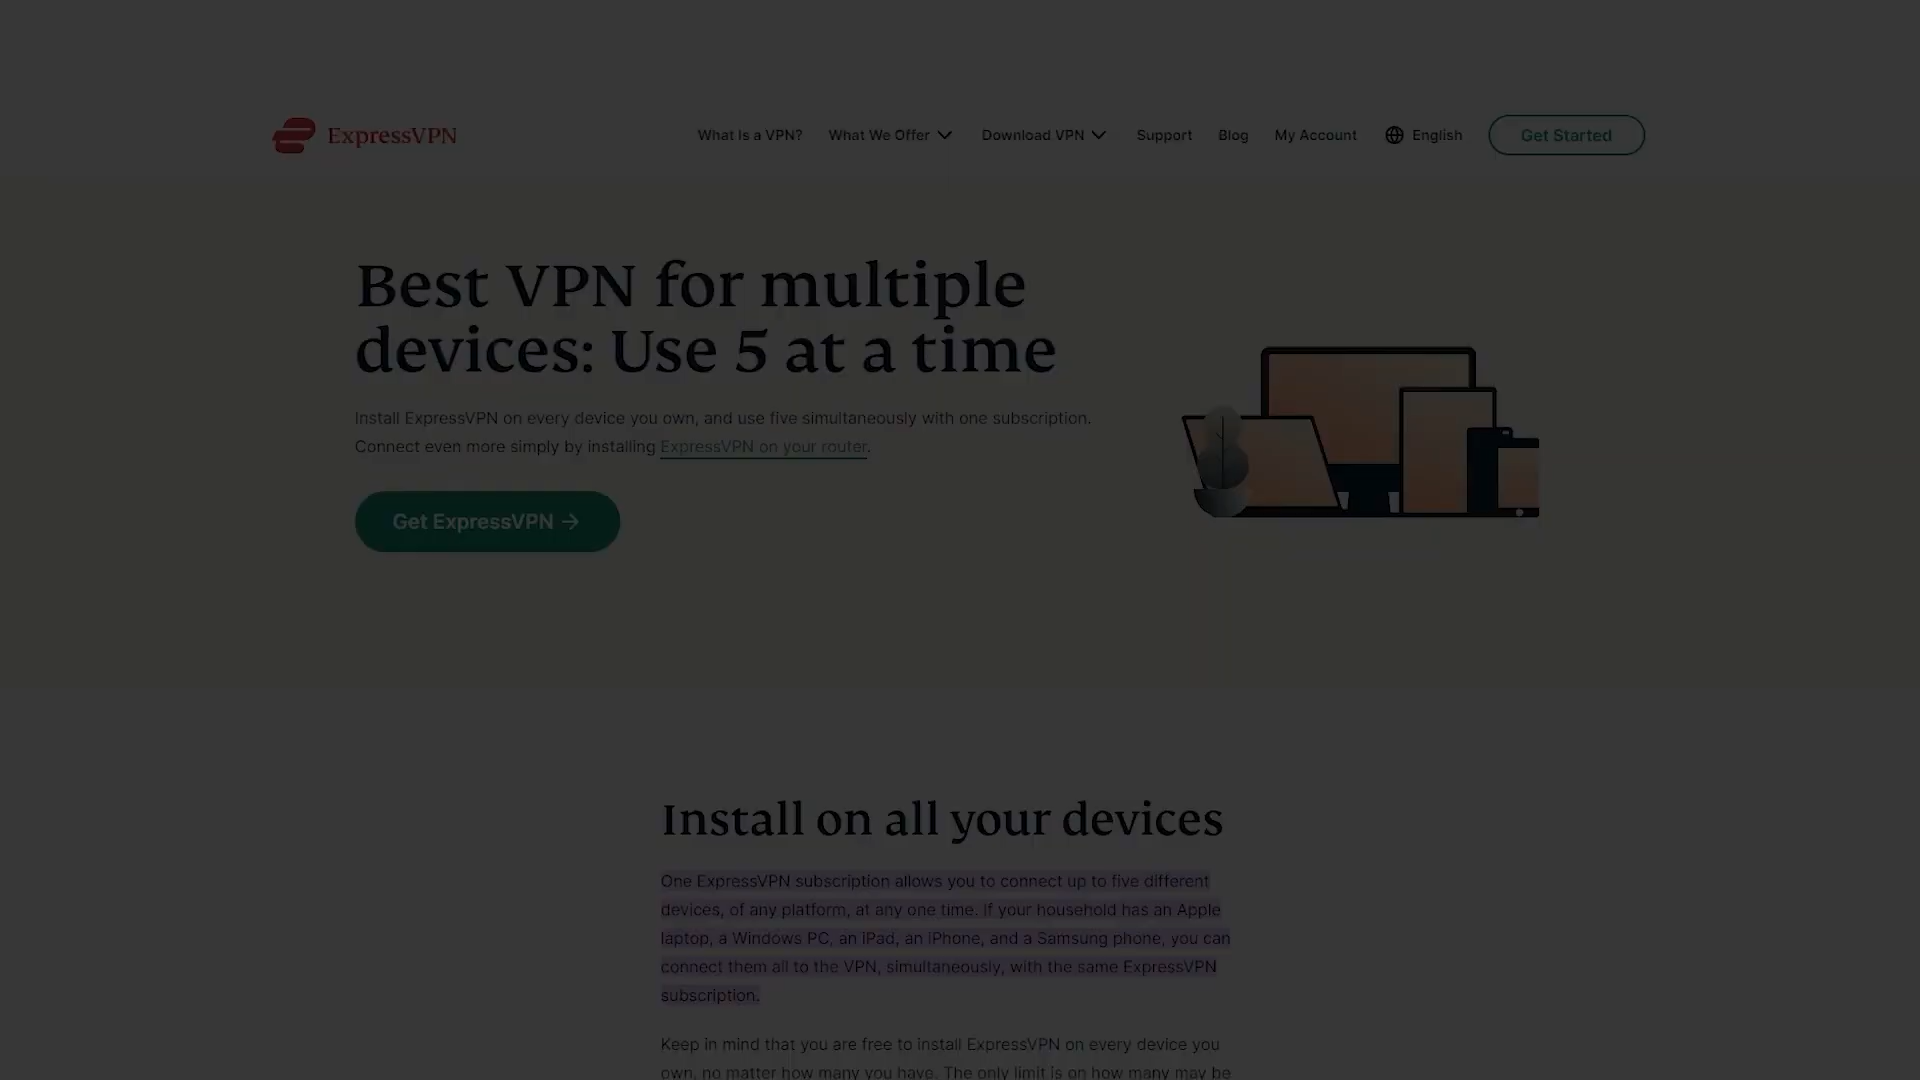 ExpressVPN
What Is a VPN? What We Offer Download VPN Support Blog My Account English Get Started
Best VPN for multiple
devices: Use 5 at a time
Install ExpressVPN on every device you own, and use five simultaneously with one subscription.
Connect even more simply by installing ExpressVPN on your router.
Get ExpressVPN →
Install on all your devices
One ExpressVPN subscription allows you to connect up to five different
devices, of any platform, at any one time. If your household has an Apple
laptop, a Windows PC, an iPad, an iPhone, and a Samsung phone, you can
connect them all to the VPN, simultaneously, with the same ExpressVPN
subscription.
Keep in mind that you are free to install ExpressVPN on every device you
own, no matter how many you have. The only limit is on how many may be